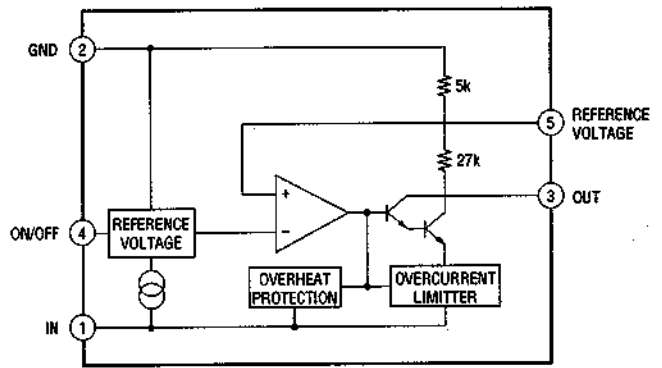 GND 2
5k
5 REFERENCE
VOLTAGE
27k
+
3 OUT
ON/OFF 4
REFERENCE
VOLTAGE
−
OVERHEAT
PROTECTION
OVERCURRENT
LIMITTER
IN 1